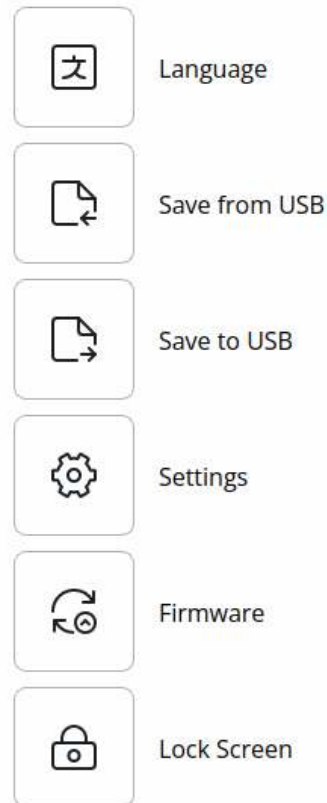 文
Language
Save from USB
Save to USB
Settings
Firmware
Lock Screen